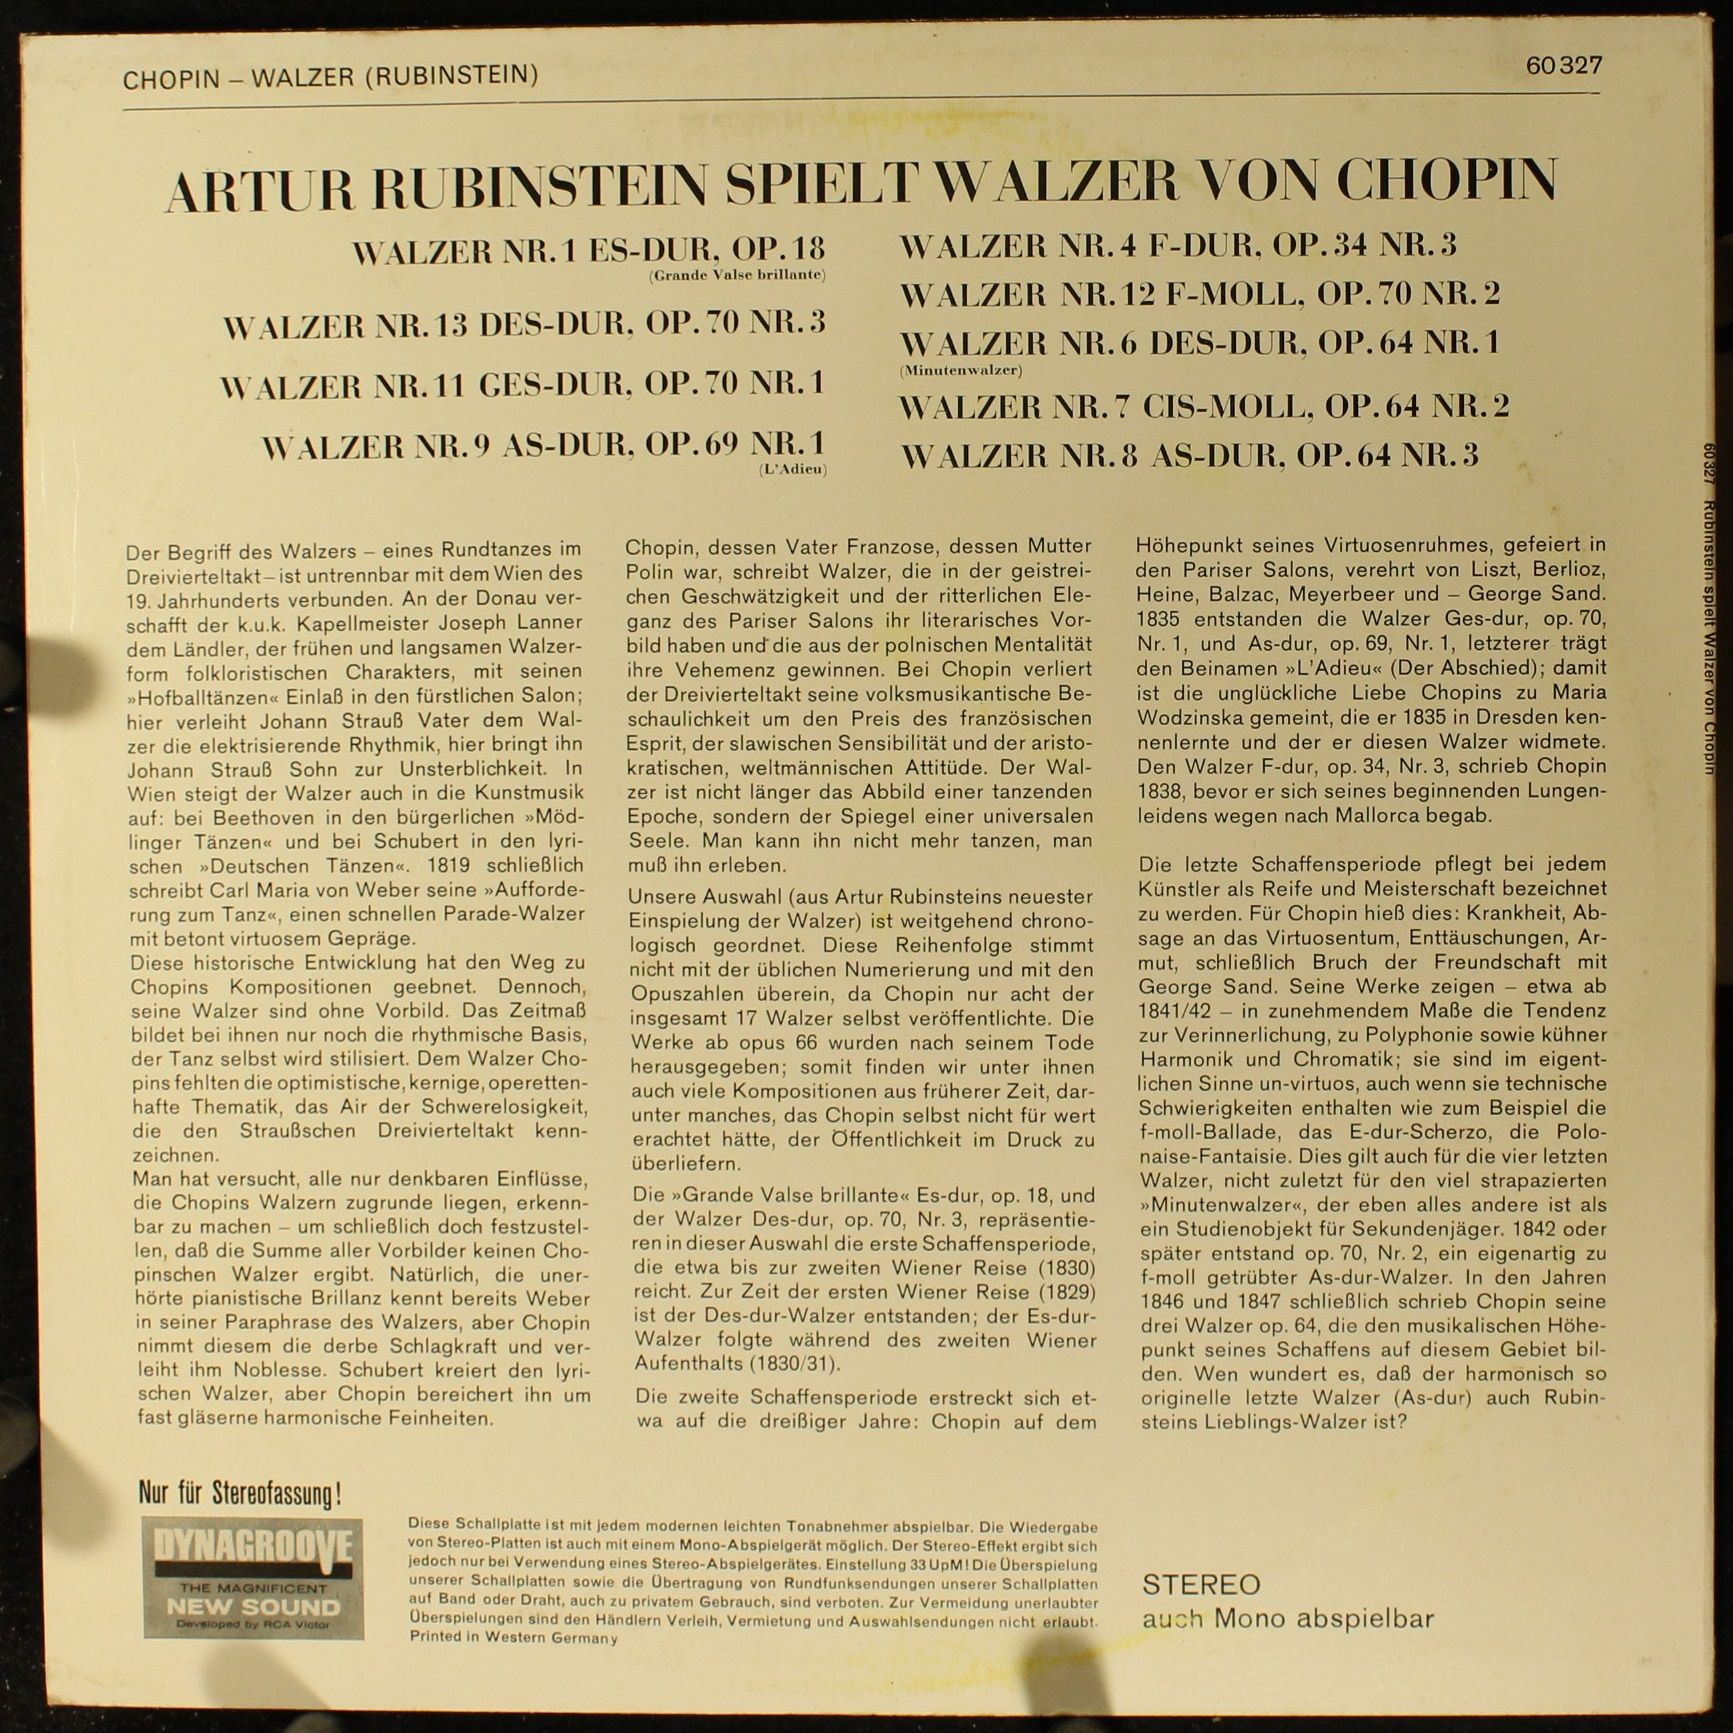 CHOPIN – WALZER (RUBINSTEIN)
60327
ARTUR RUBINSTEIN SPIELT WALZER VON CHOPIN
WALZER NR. 1 ES-DUR, OP. 18
(Grande Valse brillante)
WALZER NR. 13 DES-DUR, OP. 70 NR. 3
WALZER NR. 11 GES-DUR, OP. 70 NR. 1
WALZER NR. 9 AS-DUR, OP. 69 NR. 1
(L'Adieu)
WALZER NR. 4 F-DUR, OP. 34 NR. 3
WALZER NR. 12 F-MOLL, OP. 70 NR. 2
WALZER NR. 6 DES-DUR, OP. 64 NR. 1
(Minutenwalzer)
WALZER NR. 7 CIS-MOLL, OP. 64 NR. 2
WALZER NR. 8 AS-DUR, OP. 64 NR. 3
Der Begriff des Walzers – eines Rundtanzes im
Dreivierteltakt – ist untrennbar mit dem Wien des
19. Jahrhunderts verbunden. An der Donau ver-
schafft der k.u.k. Kapellmeister Joseph Lanner
dem Ländler, der frühen und langsamen Walzer-
form folkloristischen Charakters, mit seinen
»Hofballtänzen« Einlaß in den fürstlichen Salon;
hier verleiht Johann Strauß Vater dem Wal-
zer die elektrisierende Rhythmik, hier bringt ihn
Johann Strauß Sohn zur Unsterblichkeit. In
Wien steigt der Walzer auch in die Kunstmusik
auf: bei Beethoven in den bürgerlichen »Möd-
linger Tänzen« und bei Schubert in den lyri-
schen »Deutschen Tänzen«. 1819 schließlich
schreibt Carl Maria von Weber seine »Aufforde-
rung zum Tanz«, einen schnellen Parade-Walzer
mit betont virtuosem Gepräge.
Diese historische Entwicklung hat den Weg zu
Chopins Kompositionen geebnet. Dennoch,
seine Walzer sind ohne Vorbild. Das Zeitmaß
bildet bei ihnen nur noch die rhythmische Basis,
der Tanz selbst wird stilisiert. Dem Walzer Cho-
pins fehlten die optimistische, kernige, operetten-
hafte Thematik, das Air der Schwerelosigkeit,
die den Straußschen Dreivierteltakt kenn-
zeichnen.
Man hat versucht, alle nur denkbaren Einflüsse,
die Chopins Walzern zugrunde liegen, erkenn-
bar zu machen – um schließlich doch festzustel-
len, daß die Summe aller Vorbilder keinen Cho-
pinschen Walzer ergibt. Natürlich, die uner-
hörte pianistische Brillanz kennt bereits Weber
in seiner Paraphrase des Walzers, aber Chopin
nimmt diesem die derbe Schlagkraft und ver-
leiht ihm Noblesse. Schubert kreiert den lyri-
schen Walzer, aber Chopin bereichert ihn um
fast gläserne harmonische Feinheiten.
Chopin, dessen Vater Franzose, dessen Mutter
Polin war, schreibt Walzer, die in der geistrei-
chen Geschwätzigkeit und der ritterlichen Ele-
ganz des Pariser Salons ihr literarisches Vor-
bild haben und die aus der polnischen Mentalität
ihre Vehemenz gewinnen. Bei Chopin verliert
der Dreivierteltakt seine volksmusikantische Be-
schaulichkeit um den Preis des französischen
Esprit, der slawischen Sensibilität und der aristo-
kratischen, weltmännischen Attitüde. Der Wal-
zer ist nicht länger das Abbild einer tanzenden
Epoche, sondern der Spiegel einer universalen
Seele. Man kann ihn nicht mehr tanzen, man
muß ihn erleben.
Unsere Auswahl (aus Artur Rubinsteins neuester
Einspielung der Walzer) ist weitgehend chrono-
logisch geordnet. Diese Reihenfolge stimmt
nicht mit der üblichen Numerierung und mit den
Opuszahlen überein, da Chopin nur acht der
insgesamt 17 Walzer selbst veröffentlichte. Die
Werke ab opus 66 wurden nach seinem Tode
herausgegeben; somit finden wir unter ihnen
auch viele Kompositionen aus früherer Zeit, dar-
unter manches, das Chopin selbst nicht für wert
erachtet hätte, der Öffentlichkeit im Druck zu
überliefern.
Die »Grande Valse brillante« Es-dur, op. 18, und
der Walzer Des-dur, op. 70, Nr. 3, repräsentie-
ren in dieser Auswahl die erste Schaffensperiode,
die etwa bis zur zweiten Wiener Reise (1830)
reicht. Zur Zeit der ersten Wiener Reise (1829)
ist der Des-dur-Walzer entstanden; der Es-dur-
Walzer folgte während des zweiten Wiener
Aufenthalts (1830/31).
Die zweite Schaffensperiode erstreckt sich et-
wa auf die dreißiger Jahre: Chopin auf dem
Höhepunkt seines Virtuosenruhmes, gefeiert in
den Pariser Salons, verehrt von Liszt, Berlioz,
Heine, Balzac, Meyerbeer und – George Sand.
1835 entstanden die Walzer Ges-dur, op. 70,
Nr. 1, und As-dur, op. 69, Nr. 1, letzterer trägt
den Beinamen »L'Adieu« (Der Abschied); damit
ist die unglückliche Liebe Chopins zu Maria
Wodzinska gemeint, die er 1835 in Dresden ken-
nenlernte und der er diesen Walzer widmete.
Den Walzer F-dur, op. 34, Nr. 3, schrieb Chopin
1838, bevor er sich seines beginnenden Lungen-
leidens wegen nach Mallorca begab.
Die letzte Schaffensperiode pflegt bei jedem
Künstler als Reife und Meisterschaft bezeichnet
zu werden. Für Chopin hieß dies: Krankheit, Ab-
sage an das Virtuosentum, Enttäuschungen, Ar-
mut, schließlich Bruch der Freundschaft mit
George Sand. Seine Werke zeigen – etwa ab
1841/42 – in zunehmendem Maße die Tendenz
zur Verinnerlichung, zu Polyphonie sowie kühner
Harmonik und Chromatik; sie sind im eigent-
lichen Sinne un-virtuos, auch wenn sie technische
Schwierigkeiten enthalten wie zum Beispiel die
f-moll-Ballade, das E-dur-Scherzo, die Polo-
naise-Fantaisie. Dies gilt auch für die vier letzten
Walzer, nicht zuletzt für den viel strapazierten
»Minutenwalzer«, der eben alles andere ist als
ein Studienobjekt für Sekundenjäger. 1842 oder
später entstand op. 70, Nr. 2, ein eigenartig zu
f-moll getrübter As-dur-Walzer. In den Jahren
1846 und 1847 schließlich schrieb Chopin seine
drei Walzer op. 64, die den musikalischen Höhe-
punkt seines Schaffens auf diesem Gebiet bil-
den. Wen wundert es, daß der harmonisch so
originelle letzte Walzer (As-dur) auch Rubin-
steins Lieblings-Walzer ist?
60327 Rubinstein spielt Walzer von Chopin
Nur für Stereofassung!
DYNAGROOVE
THE MAGNIFICENT
NEW SOUND
Developed by RCA Victor
Diese Schallplatte ist mit jedem modernen leichten Tonabnehmer abspielbar. Die Wiedergabe
von Stereo-Platten ist auch mit einem Mono-Abspielgerät möglich. Der Stereo-Effekt ergibt sich
jedoch nur bei Verwendung eines Stereo-Abspielgerätes. Einstellung 33 UpM! Die Überspielung
unserer Schallplatten sowie die Übertragung von Rundfunksendungen unserer Schallplatten
auf Band oder Draht, auch zu privatem Gebrauch, sind verboten. Zur Vermeidung unerlaubter
Überspielungen sind den Händlern Verleih, Vermietung und Auswahlsendungen nicht erlaubt.
Printed in Western Germany
STEREO
auch Mono abspielbar